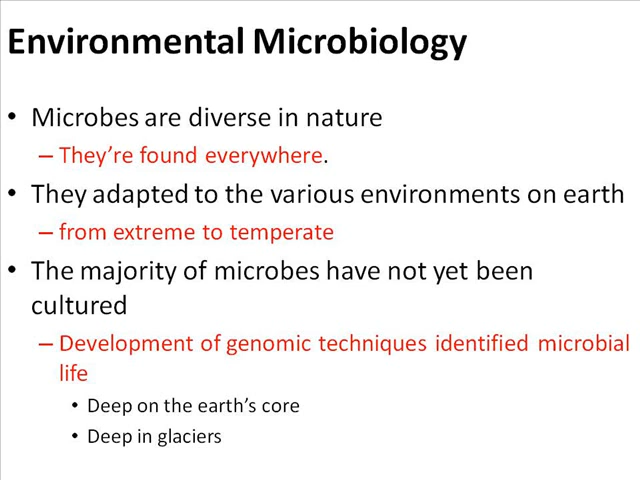 Environmental Microbiology
• Microbes are diverse in nature
– They’re found everywhere.
• They adapted to the various environments on earth
– from extreme to temperate
• The majority of microbes have not yet been
cultured
– Development of genomic techniques identified microbial
life
• Deep on the earth’s core
• Deep in glaciers